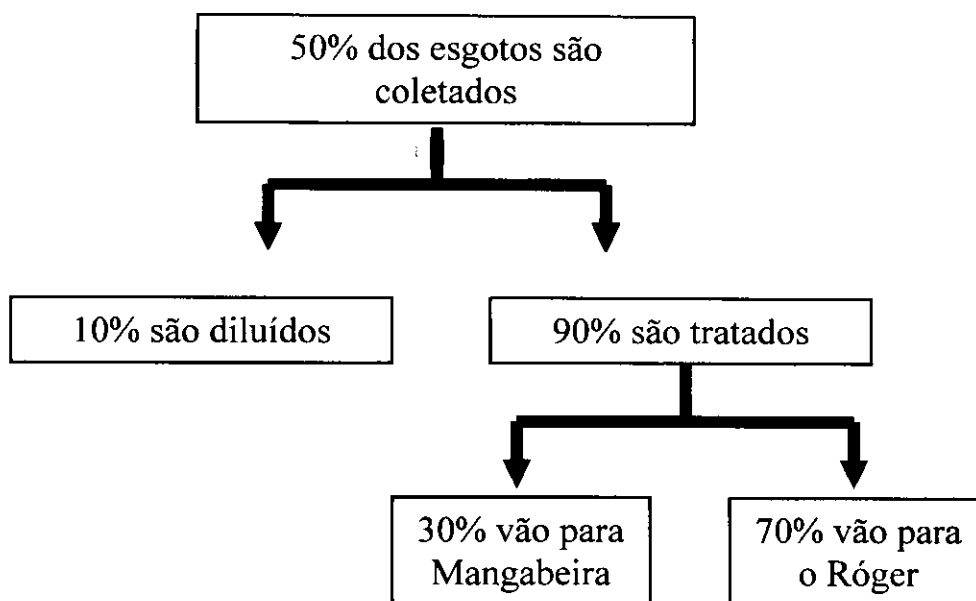 50% dos esgotos são
coletados
10% são diluídos
90% são tratados
30% vão para
Mangabeira
70% vão para
o Róger